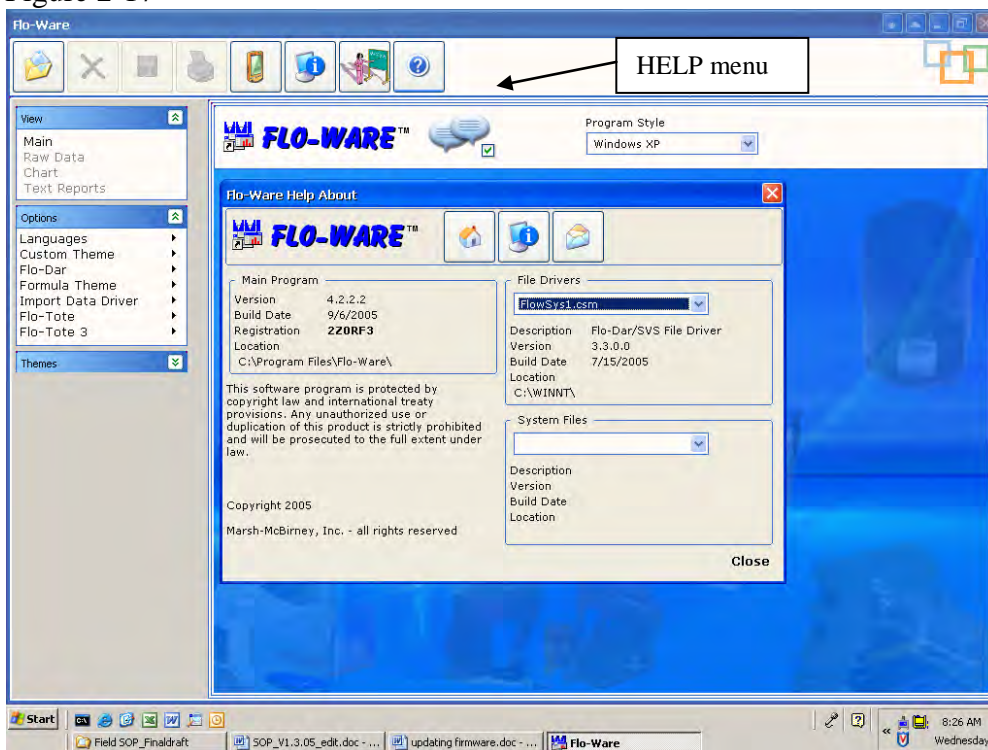 Flo-Ware
HELP menu
View
Main
Raw Data
Chart
Text Reports
Options
Languages
Custom Theme
Flo-Dar
Formula Theme
Import Data Driver
Flo-Tote
Flo-Tote 3
Themes
FLO-WARE™
Program Style
Windows XP
Flo-Ware Help About
FLO-WARE™
Main Program
Version 4.2.2.2
Build Date 9/6/2005
Registration 2Z0RF3
Location
C:\Program Files\Flo-Ware\
This software program is protected by
copyright law and international treaty
provisions. Any unauthorized use or
duplication of this product is strictly prohibited
and will be prosecuted to the full extent under
law.
Copyright 2005
Marsh-McBirney, Inc. - all rights reserved
File Drivers
FlowSys1.csm
Description Flo-Dar/SVS File Driver
Version 3.3.0.0
Build Date 7/15/2005
Location
C:\WINNT\
System Files
Description
Version
Build Date
Location
Close
Start
8:26 AM
Field SOP_Finaldraft
SOP_V1.3.05_edit.doc - ...
updating firmware.doc - ...
Flo-Ware
Wednesday